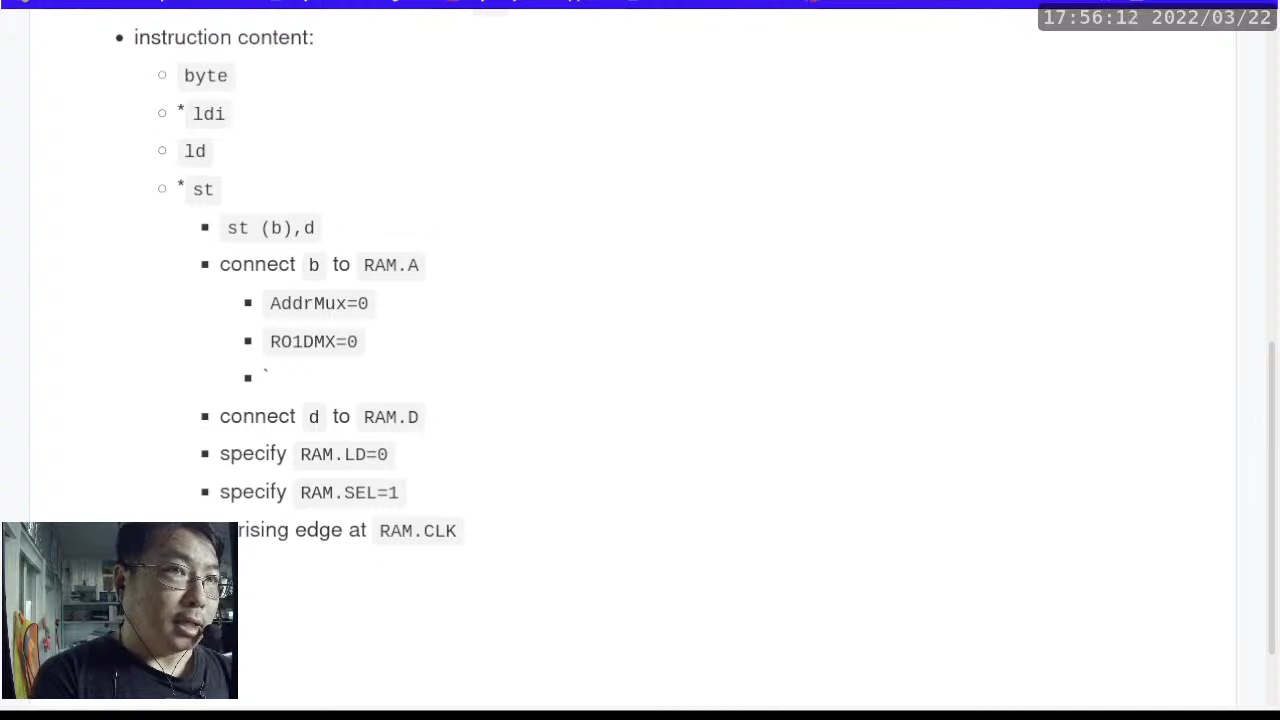 17:56:12 2022/03/22
• instruction content:
○ byte
○ * ldi
○ ld
○ * st
▪ st (b),d
▪ connect b to RAM.A
▪ AddrMux=0
▪ RO1DMX=0
▪ `
▪ connect d to RAM.D
▪ specify RAM.LD=0
▪ specify RAM.SEL=1
rising edge at RAM.CLK